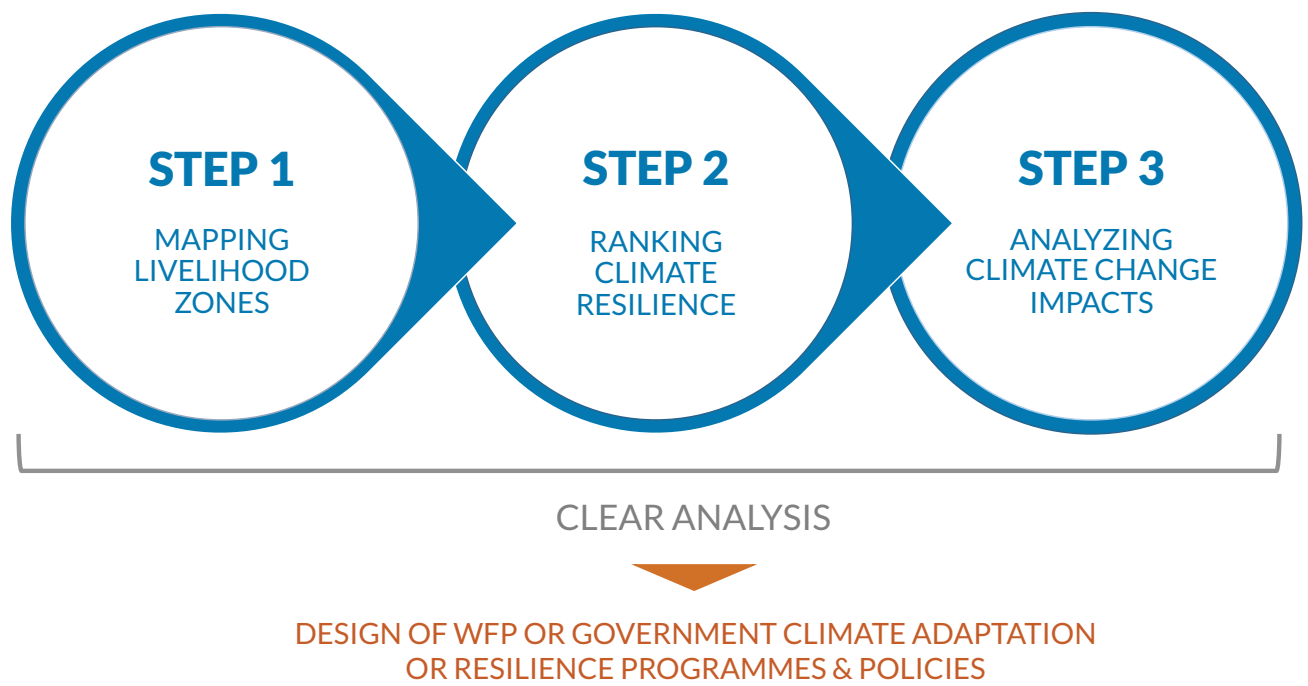 STEP 1
MAPPING
LIVELIHOOD
ZONES
STEP 2
RANKING
CLIMATE
RESILIENCE
STEP 3
ANALYZING
CLIMATE CHANGE
IMPACTS
CLEAR ANALYSIS
DESIGN OF WFP OR GOVERNMENT CLIMATE ADAPTATION
OR RESILIENCE PROGRAMMES & POLICIES